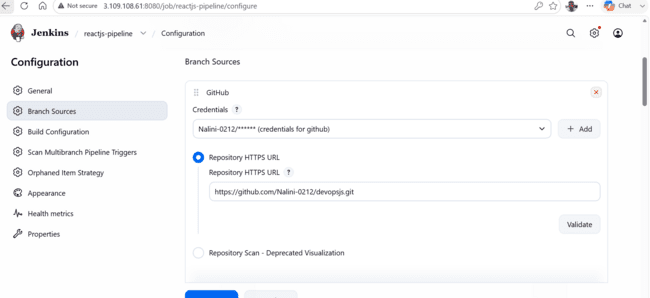 Not secure 3.109.108.61:8080/job/reactjs-pipeline/configure Chat
Jenkins / reactjs-pipeline / Configuration
Configuration
General
Branch Sources
Build Configuration
Scan Multibranch Pipeline Triggers
Orphaned Item Strategy
Appearance
Health metrics
Properties
Branch Sources
GitHub
Credentials ?
Nalini-0212/****** (credentials for github)
+ Add
Repository HTTPS URL
Repository HTTPS URL ?
https://github.com/Nalini-0212/devopsjs.git
Validate
Repository Scan - Deprecated Visualization